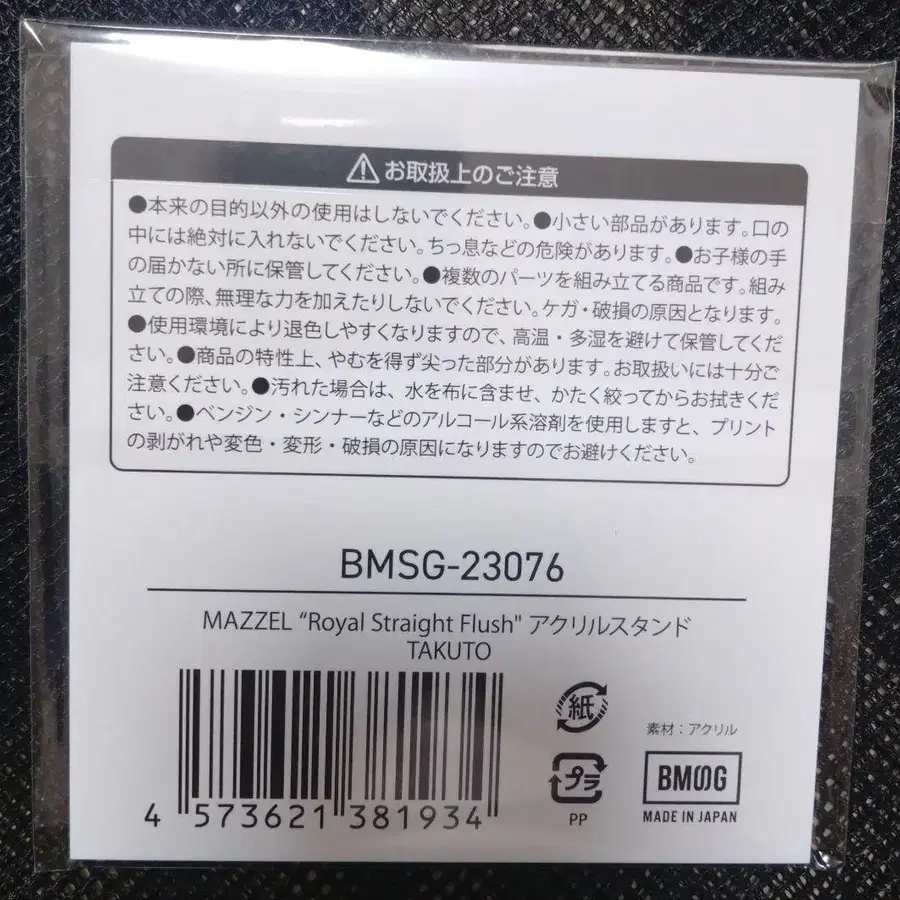 ⚠お取扱上のご注意
●本来の目的以外の使用はしないでください。●小さい部品があります。口の
中には絶対に入れないでください。ちっ息などの危険があります。●お子様の手
の届かない所に保管してください。●複数のパーツを組み立てる商品です。組み
立ての際、無理な力を加えたりしないでください。ケガ・破損の原因となります。
●使用環境により退色しやすくなりますので、高温・多湿を避けて保管してくだ
さい。●商品の特性上、やむを得ず尖った部分があります。お取扱いには十分ご
注意ください。●汚れた場合は、水を布に含ませ、かたく絞ってからお拭きくだ
さい。●ベンジン・シンナーなどのアルコール系溶剤を使用しますと、プリント
の剥がれや変色・変形・破損の原因になりますのでお避けください。
BMSG-23076
MAZZEL “Royal Straight Flush" アクリルスタンド
TAKUTO
4 573621 381934
紙
プラ
PP
素材：アクリル
BMSG
MADE IN JAPAN